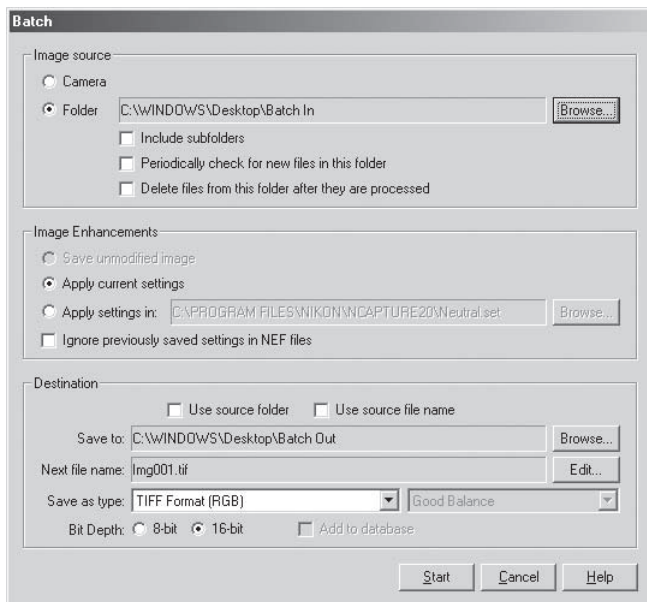 Batch
Image source
Camera
Folder C:\WINDOWS\Desktop\Batch In Browse...
Include subfolders
Periodically check for new files in this folder
Delete files from this folder after they are processed
Image Enhancements
Save unmodified image
Apply current settings
Apply settings in: C:\PROGRAM FILES\NIKON\NCAPTURE20\Neutral.set Browse...
Ignore previously saved settings in NEF files
Destination
Use source folder Use source file name
Save to: C:\WINDOWS\Desktop\Batch Out Browse...
Next file name: Img001.tif Edit...
Save as type: TIFF Format (RGB) Good Balance
Bit Depth: 8-bit 16-bit Add to database
Start Cancel Help